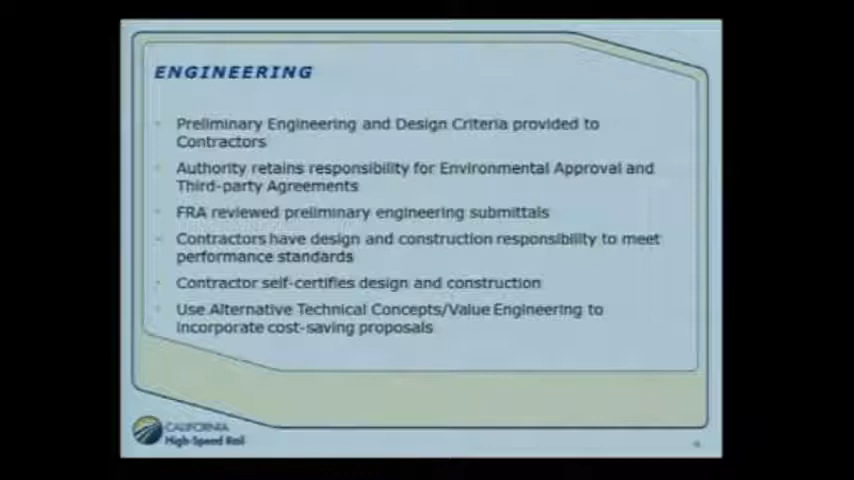 ENGINEERING
Preliminary Engineering and Design Criteria provided to
Contractors
Authority retains responsibility for Environmental Approval and
Third-party Agreements
FRA reviewed preliminary engineering submittals
Contractors have design and construction responsibility to meet
performance standards
Contractor self-certifies design and construction
Use Alternative Technical Concepts/Value Engineering to
incorporate cost-saving proposals
CALIFORNIA
High-Speed Rail